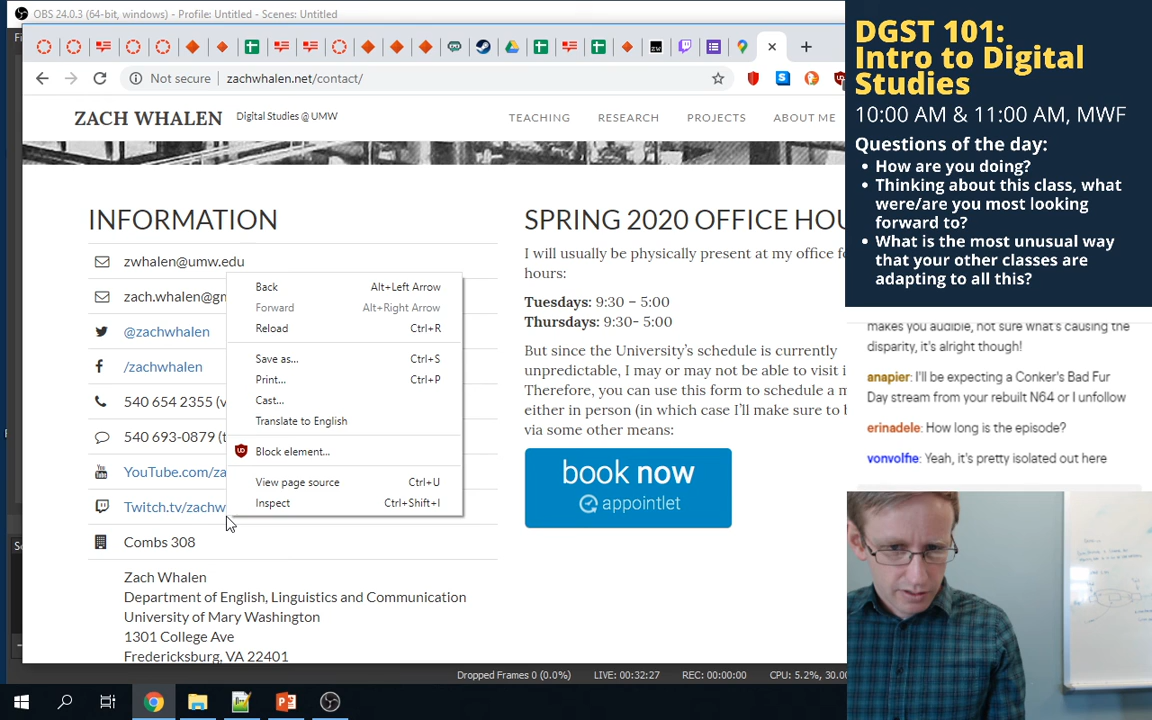 OBS 24.0.3 (64-bit, windows) - Profile: Untitled - Scenes: Untitled
DGST 101:
Intro to Digital
Studies
10:00 AM & 11:00 AM, MWF
Questions of the day:
• How are you doing?
• Thinking about this class, what
were/are you most looking
forward to?
• What is the most unusual way
that your other classes are
adapting to all this?
Not secure
zachwhalen.net/contact/
ZACH WHALEN
Digital Studies @ UMW
TEACHING
RESEARCH
PROJECTS
ABOUT ME
INFORMATION
zwhalen@umw.edu
zach.whalen@gm
@zachwhalen
/zachwhalen
540 654 2355 (v
540 693-0879 (t
YouTube.com/za
Twitch.tv/zachw
Combs 308
Zach Whalen
Department of English, Linguistics and Communication
University of Mary Washington
1301 College Ave
Fredericksburg, VA 22401
Back Alt+Left Arrow
Forward Alt+Right Arrow
Reload Ctrl+R
Save as... Ctrl+S
Print... Ctrl+P
Cast...
Translate to English
Block element...
View page source Ctrl+U
Inspect Ctrl+Shift+I
SPRING 2020 OFFICE HOU
I will usually be physically present at my office fo
hours:
Tuesdays: 9:30 – 5:00
Thursdays: 9:30- 5:00
But since the University's schedule is currently
unpredictable, I may or may not be able to visit i
Therefore, you can use this form to schedule a m
either in person (in which case I'll make sure to b
via some other means:
book now
appointlet
makes you audible, not sure what's causing the
disparity, it's alright though!
anapier: I'll be expecting a Conker's Bad Fur
Day stream from your rebuilt N64 or I unfollow
erinadele: How long is the episode?
vonvolfie: Yeah, it's pretty isolated out here
Dropped Frames 0 (0.0%)
LIVE: 00:32:27
REC: 00:00:00
CPU: 5.2%, 30.00